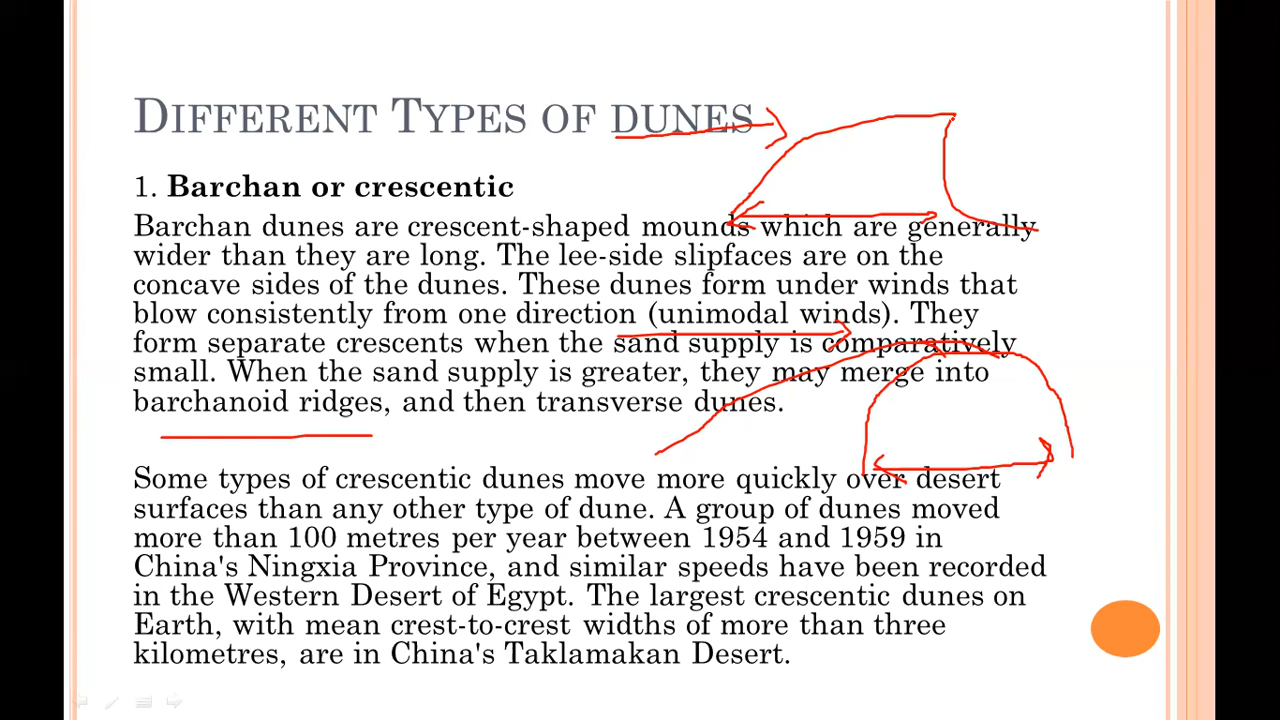 DIFFERENT TYPES OF DUNES
1. Barchan or crescentic
Barchan dunes are crescent-shaped mounds which are generally
wider than they are long. The lee-side slipfaces are on the
concave sides of the dunes. These dunes form under winds that
blow consistently from one direction (unimodal winds). They
form separate crescents when the sand supply is comparatively
small. When the sand supply is greater, they may merge into
barchanoid ridges, and then transverse dunes.
Some types of crescentic dunes move more quickly over desert
surfaces than any other type of dune. A group of dunes moved
more than 100 metres per year between 1954 and 1959 in
China's Ningxia Province, and similar speeds have been recorded
in the Western Desert of Egypt. The largest crescentic dunes on
Earth, with mean crest-to-crest widths of more than three
kilometres, are in China's Taklamakan Desert.